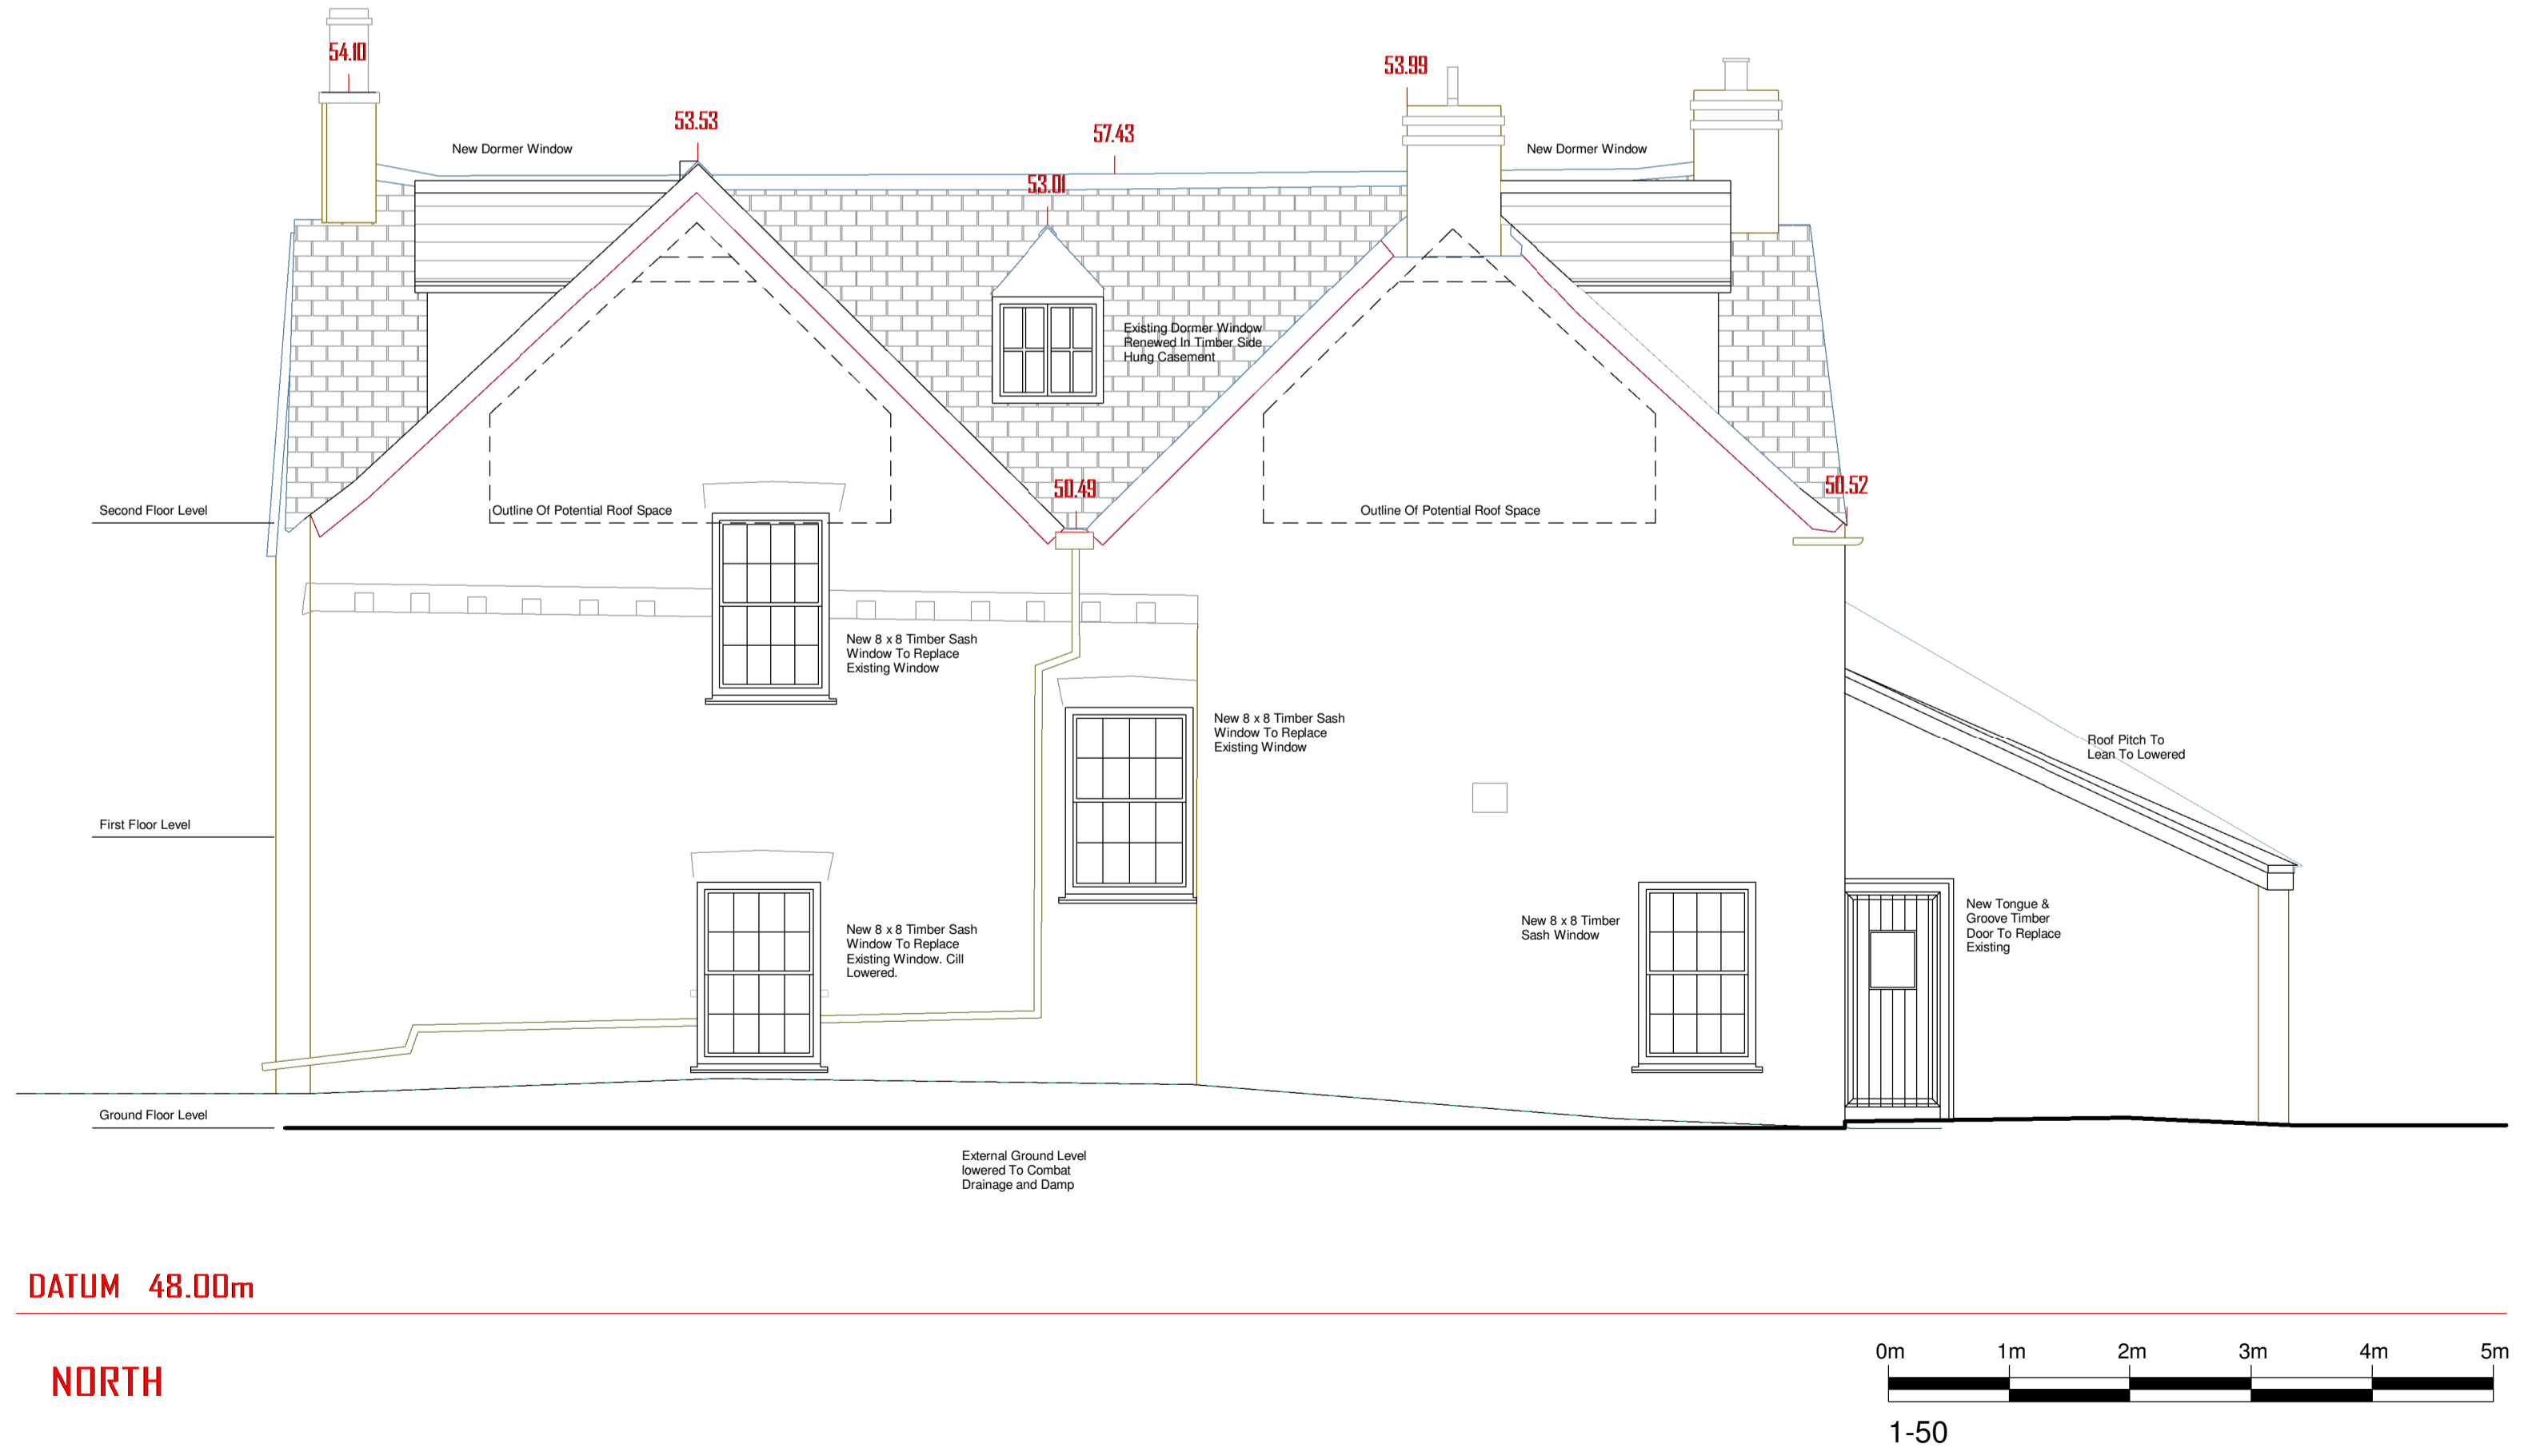 54.10
53.99
53.53
57.43
New Dormer Window
New Dormer Window
53.01
Existing Dormer Window
Renewed In Timber Side
Hung Casement
50.49
50.52
Second Floor Level
Outline Of Potential Roof Space
Outline Of Potential Roof Space
New 8 x 8 Timber Sash
Window To Replace
Existing Window
New 8 x 8 Timber Sash
Window To Replace
Existing Window
Roof Pitch To
Lean To Lowered
First Floor Level
New 8 x 8 Timber Sash
Window To Replace
Existing Window. Cill
Lowered.
New 8 x 8 Timber
Sash Window
New Tongue &
Groove Timber
Door To Replace
Existing
Ground Floor Level
External Ground Level
lowered To Combat
Drainage and Damp
DATUM 48.00m
NORTH
0m 1m 2m 3m 4m 5m
1-50